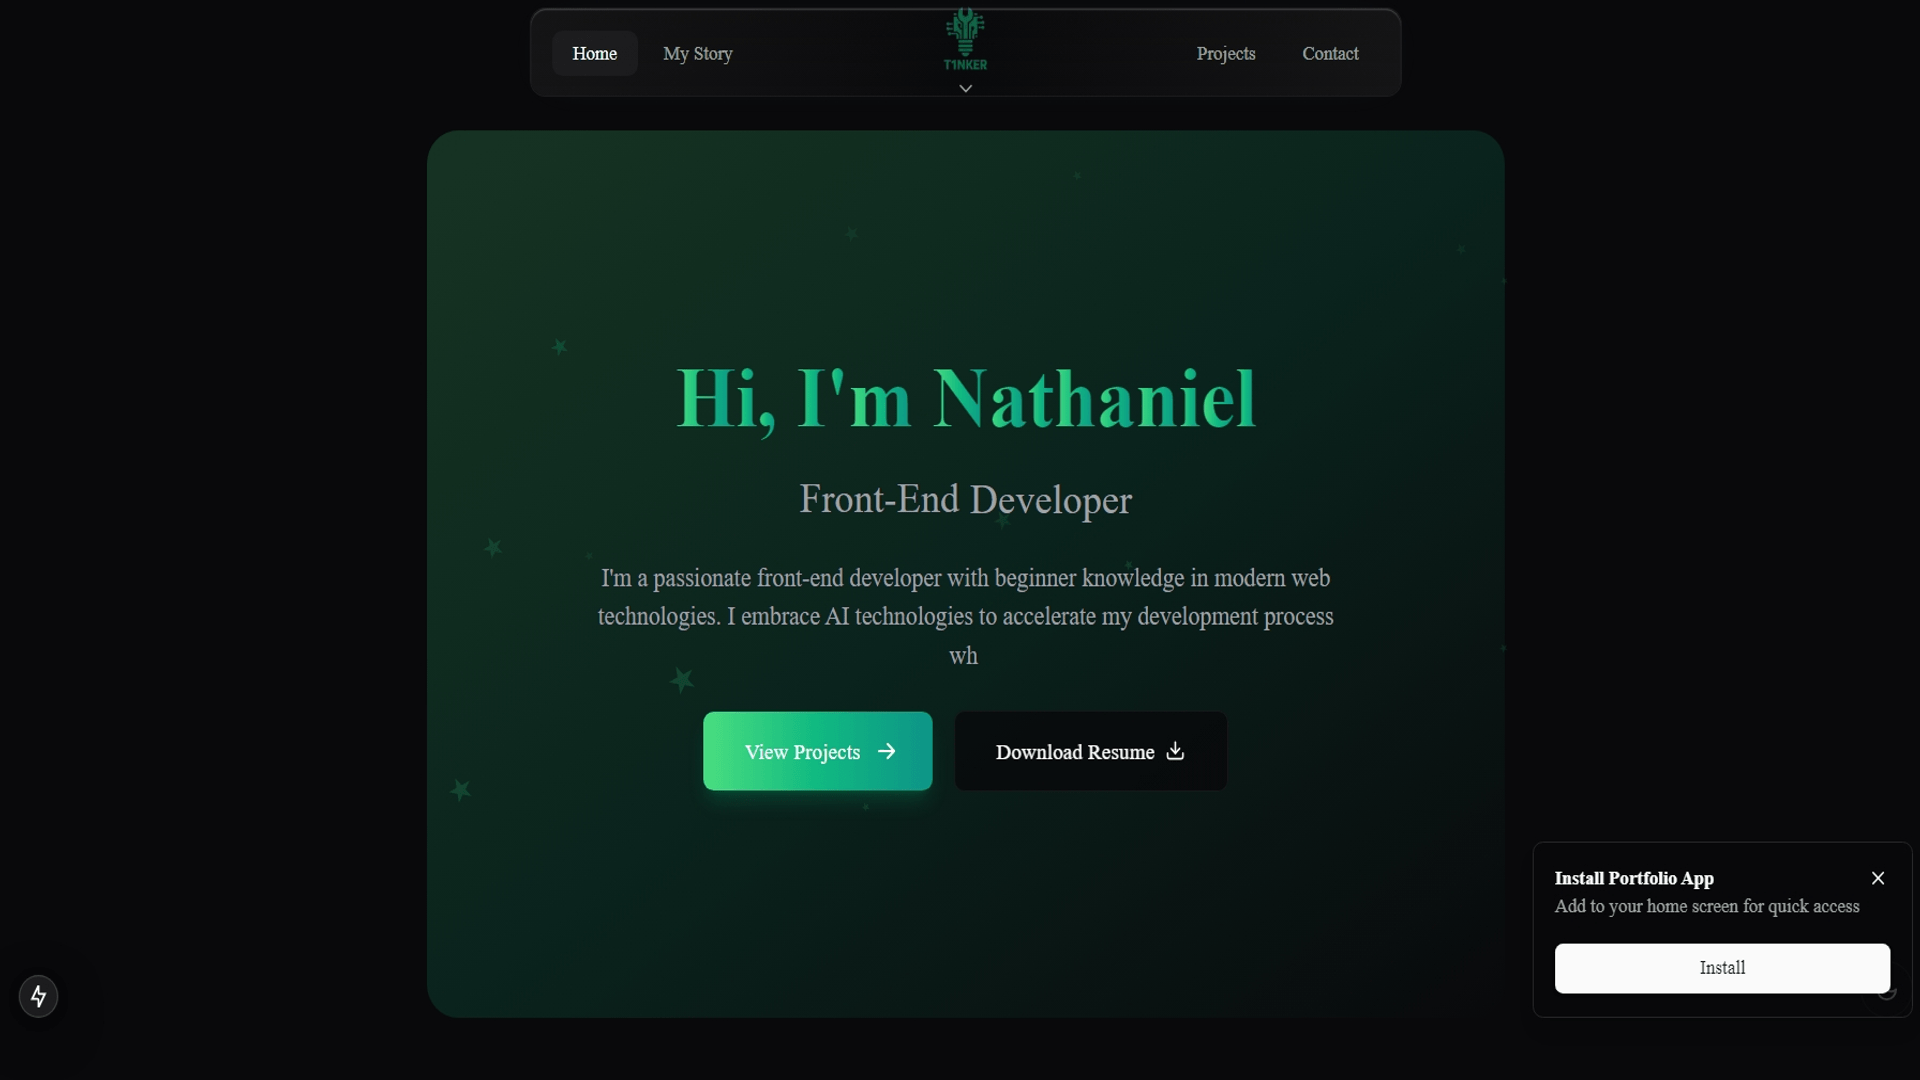 Home
My Story
T1NKER
Projects
Contact
Hi, I'm Nathaniel
Front-End Developer
I'm a passionate front-end developer with beginner knowledge in modern web
technologies. I embrace AI technologies to accelerate my development process
wh
View Projects
Download Resume
Install Portfolio App
Add to your home screen for quick access
Install